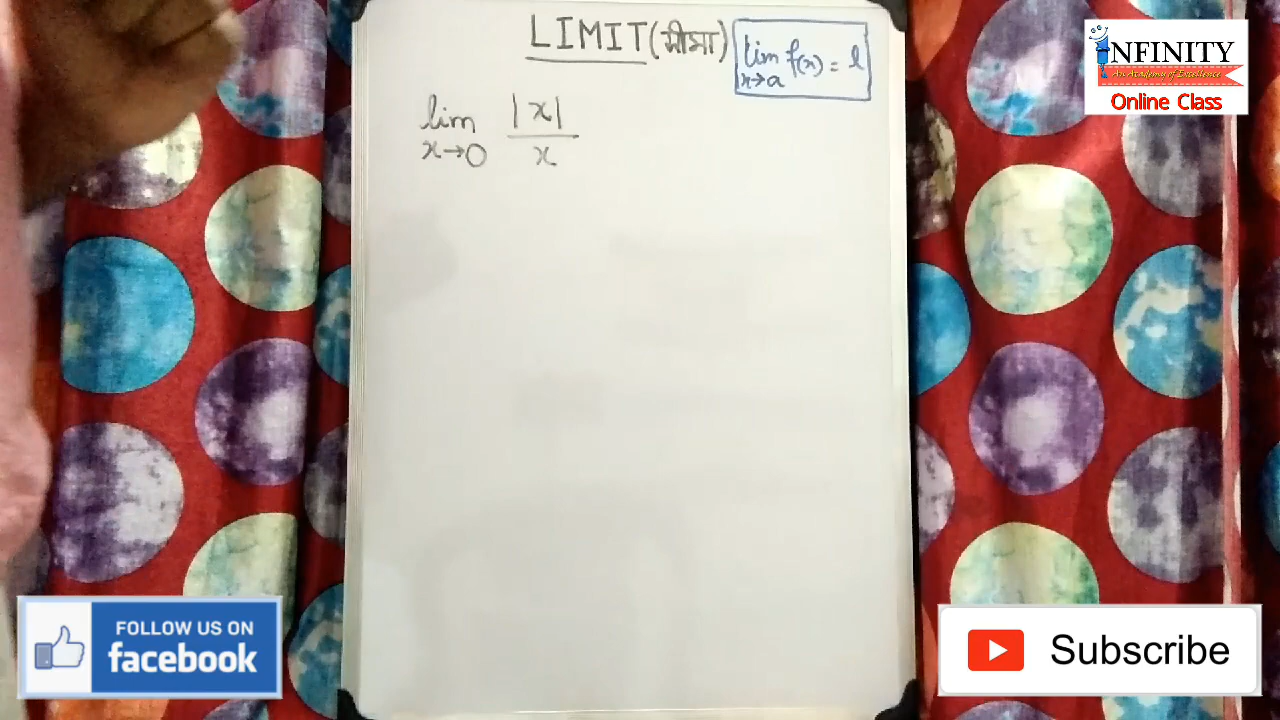 LIMIT (सीमा)
lim f(x) = l
x→a
lim |x|
x→0 x
INFINITY
An Academy of Excellence
Online Class
FOLLOW US ON
facebook
Subscribe